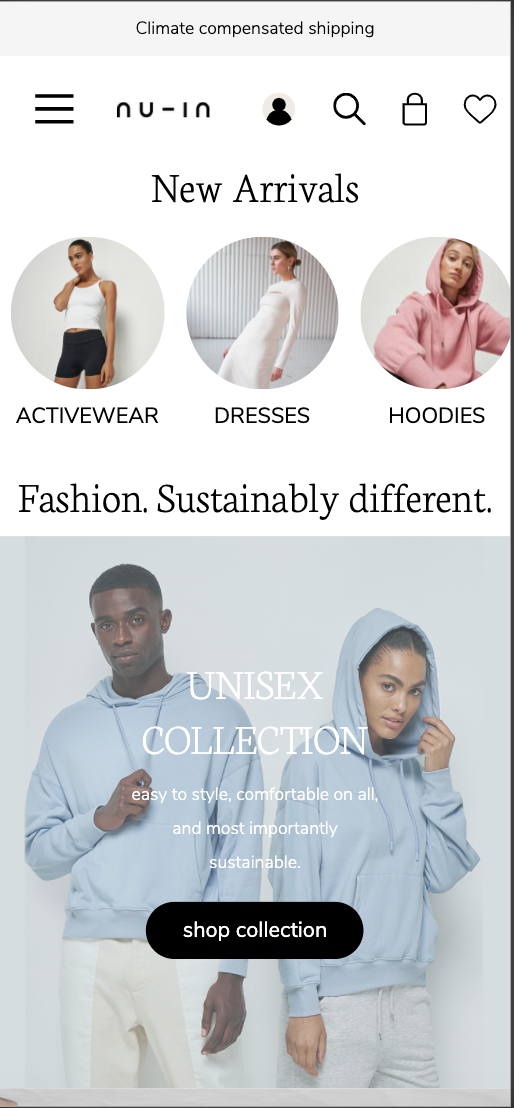 Climate compensated shipping
nu-in
New Arrivals
ACTIVEWEAR
DRESSES
HOODIES
Fashion. Sustainably different.
UNISEX
COLLECTION
easy to style, comfortable on all,
and most importantly
sustainable.
shop collection